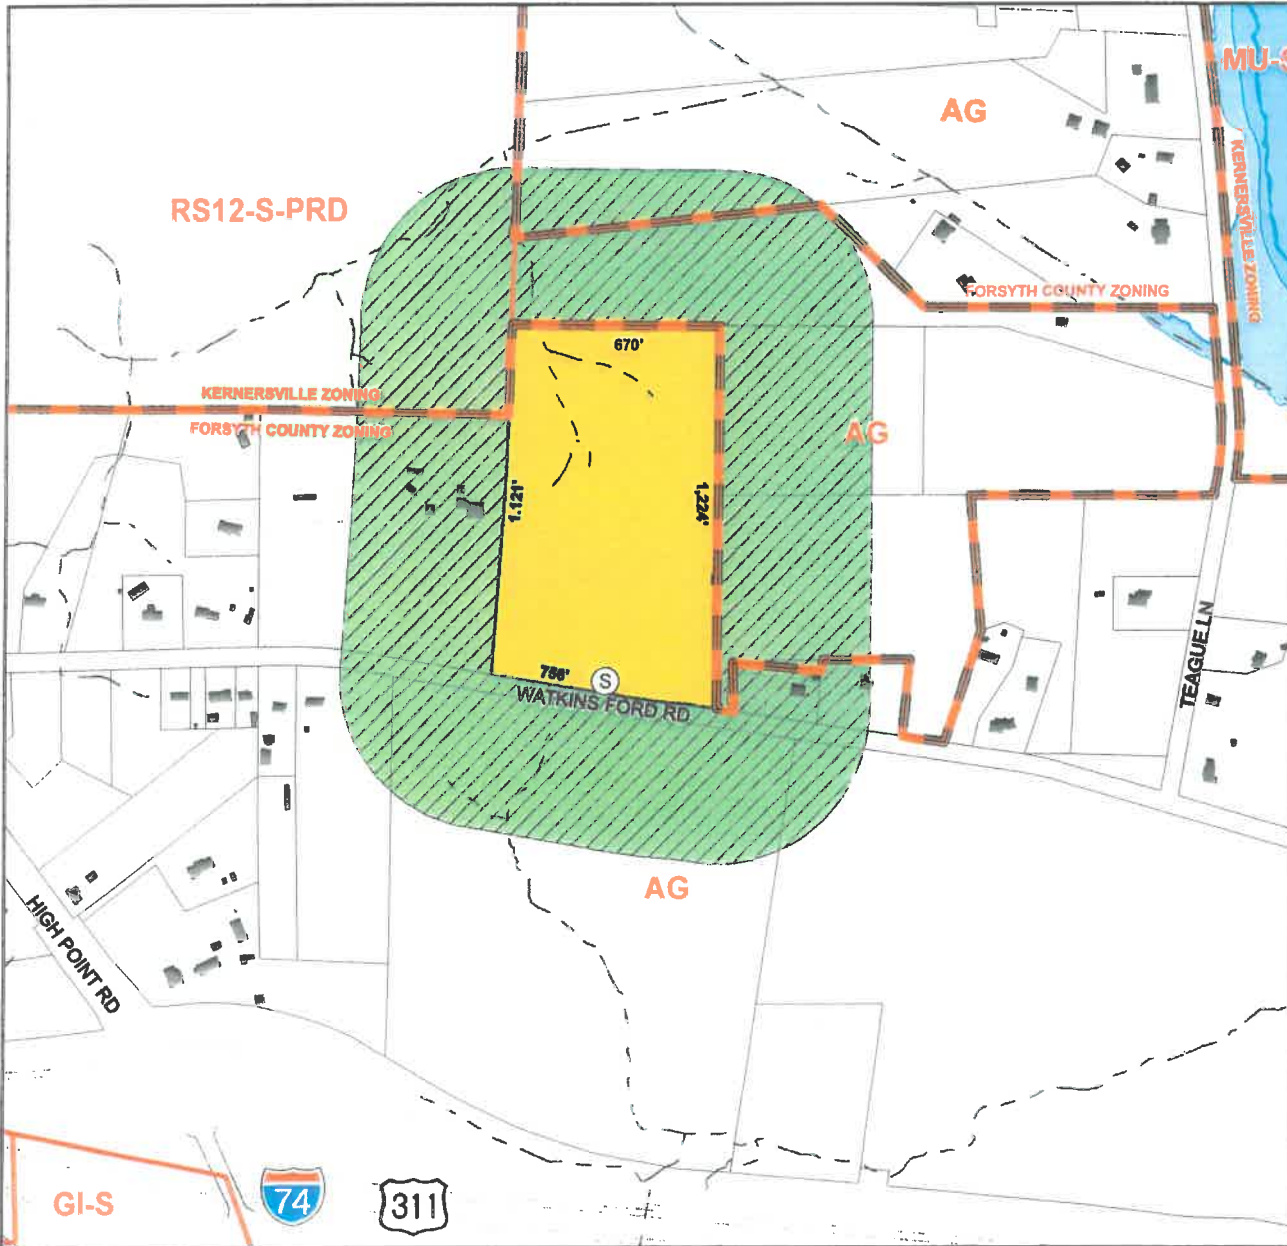 MU-S
AG
KERNERSVILLE ZONING
RS12-S-PRD
FORSYTH COUNTY ZONING
670'
KERNERSVILLE ZONING
FORSYTH COUNTY ZONING
AG
1,121'
1,224'
TEAGUE LN
786'
S
WATKINS FORD RD
AG
HIGH POINT RD
GI-S
74
311